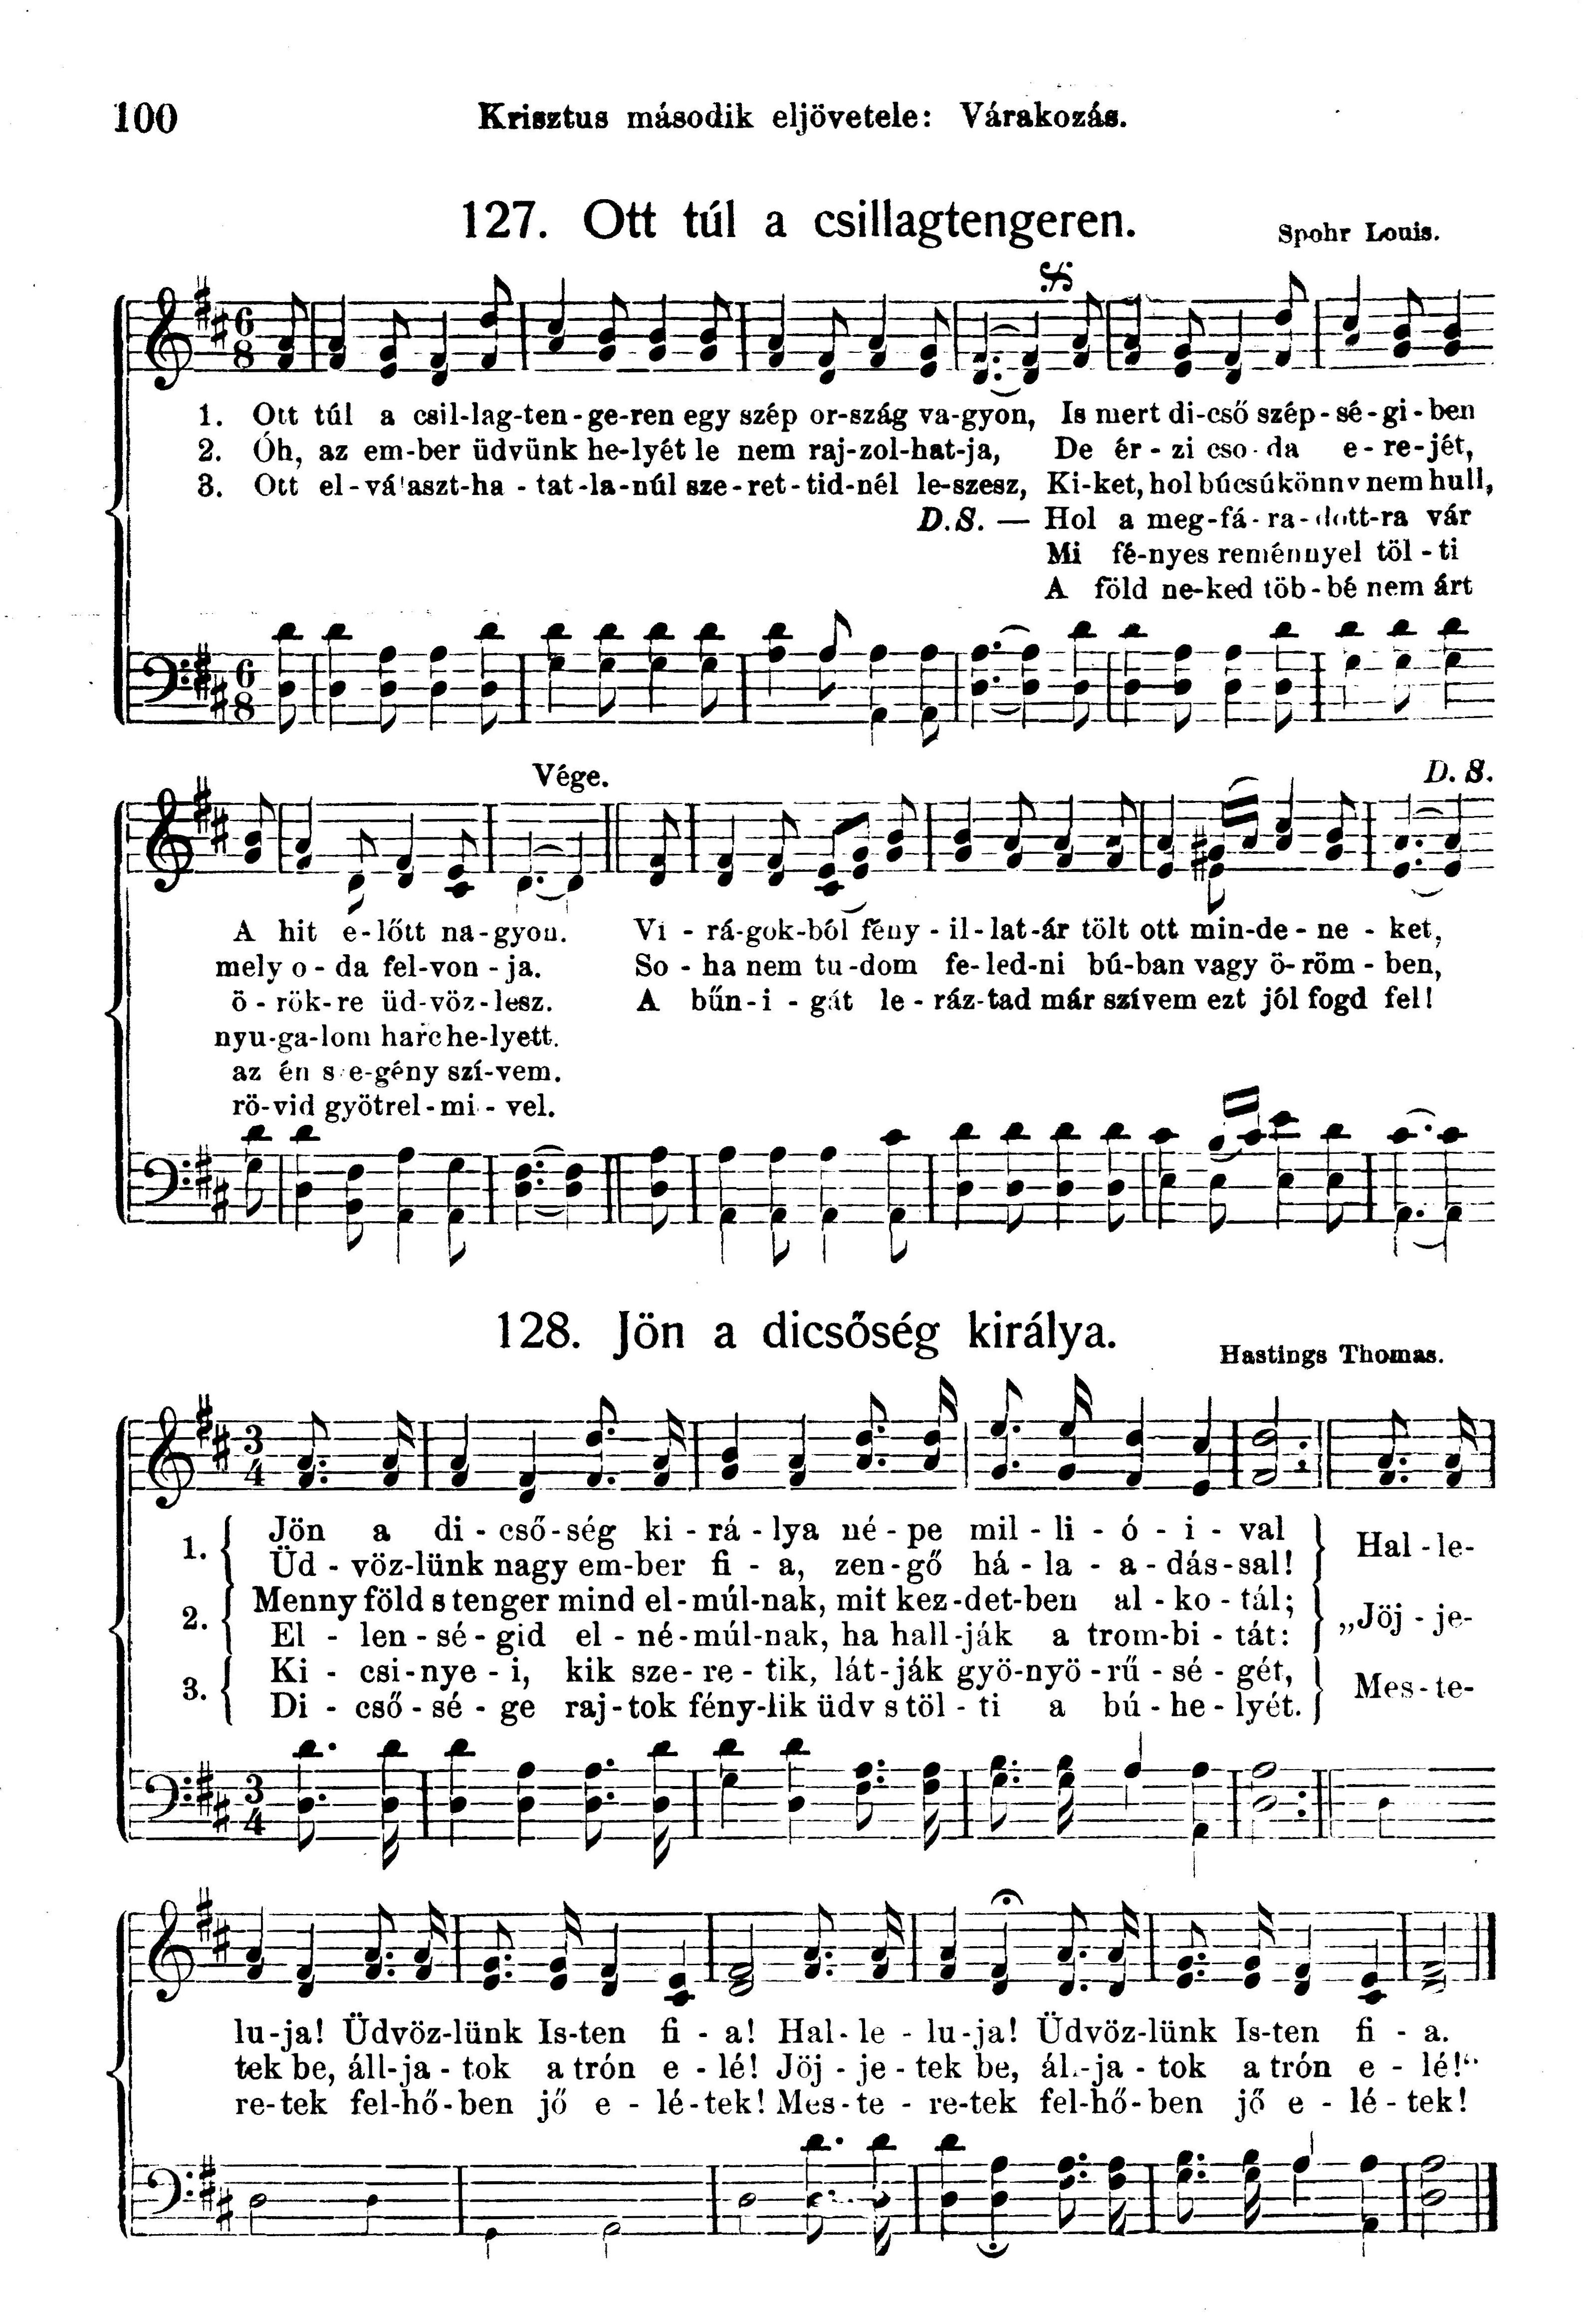 100 Krisztus második eljövetele: Várakozás.
127. Ott túl a csillagtengeren.
Spohr Louis.
6
8
1. Ott túl a csil-lag-ten-ge-ren egy szép or-szág va-gyon, Is mert di-cső szép-sé-gi-ben
2. Óh, az em-ber üdvünk he-lyét le nem raj-zol-hat-ja, De ér-zi cso-da e-re-jét,
3. Ott el-vá'aszt-ha-tat-la-núl sze-ret-tid-nél le-szesz, Ki-ket, hol búcsúkönny nem hull,
D.S. — Hol a meg-fá-ra-dott-ra vár
Mi fé-nyes reménnyel töl-ti
A föld ne-ked töb-bé nem árt
6
8
Vége. D. S.
A hit e-lőtt na-gyon. Vi-rá-gok-ból fény-il-lat-ár tölt ott min-de-ne-ket,
mely o-da fel-von-ja. So-ha nem tu-dom fe-led-ni bú-ban vagy ö-röm-ben,
ö-rök-re üd-vöz-lesz. A bűn-i-gát le-ráz-tad már szívem ezt jól fogd fel!
nyu-ga-lom harc he-lyett.
az én s e-gény szí-vem.
rö-vid gyötrel-mi-vel.
128. Jön a dicsőség királya.
Hastings Thomas.
3
4
1. Jön a di-cső-ség ki-rá-lya né-pe mil-li-ó-i-val Hal-le-
Üd-vöz-lünk nagy em-ber fi-a, zen-gő há-la-a-dás-sal!
2. Menny föld s tenger mind el-múl-nak, mit kez-det-ben al-ko-tál; „Jöj-je-
El-len-sé-gid el-né-múl-nak, ha hall-ják a trom-bi-tát:
3. Ki-csi-nye-i, kik sze-re-tik, lát-ják gyö-nyö-rű-sé-gét, Mes-te-
Di-cső-sé-ge raj-tok fény-lik üdv s töl-ti a bú-he-lyét.
3
4
lu-ja! Üdvöz-lünk Is-ten fi-a! Hal-le-lu-ja! Üdvöz-lünk Is-ten fi-a.
tek be, áll-ja-tok a trón e-lé! Jöj-je-tek be, ál-ja-tok a trón e-lé!“
re-tek fel-hő-ben jő e-lé-tek! Mes-te-re-tek fel-hő-ben jő e-lé-tek!